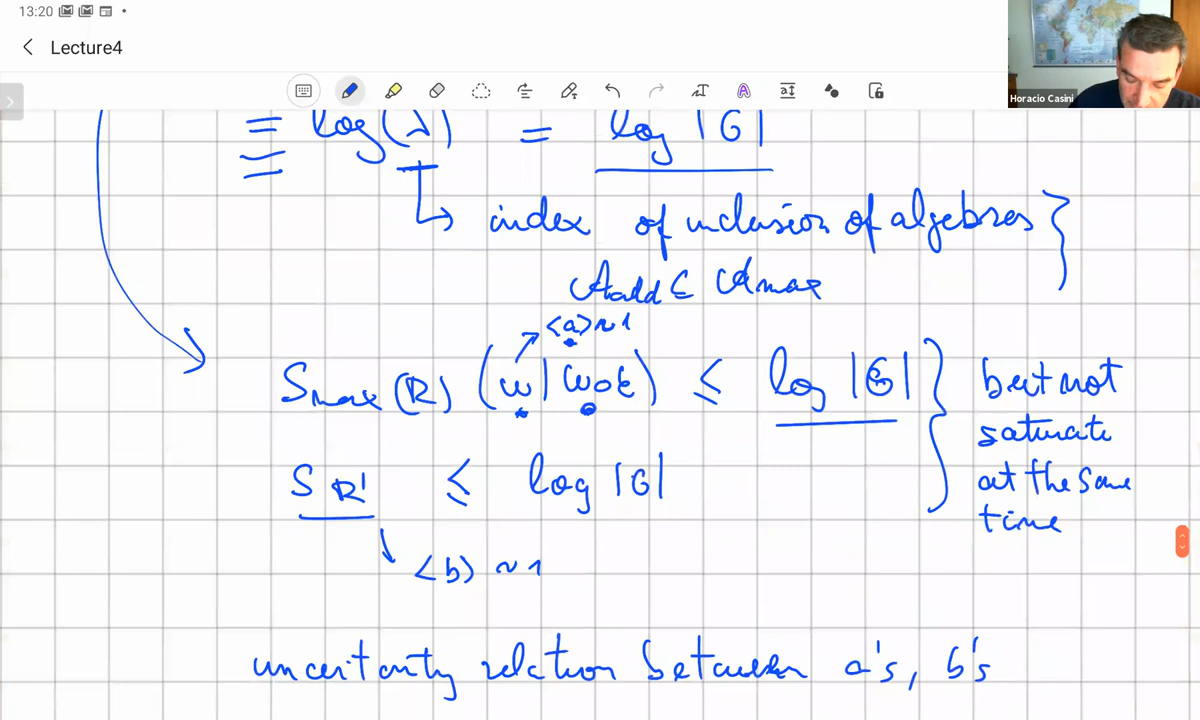 13:20
Lecture4
Horacio Casini
≡ log(λ) = log |G|
↳ index of inclusion of algebras
Aadd ⊂ Amax
<a>~1
Smax(R) (ω|ω∘ε) ≤ log |G| } but not
saturate
at the same
time
S R' ≤ log |G|
<b> ~ 1
uncertainty relation between a's, b's